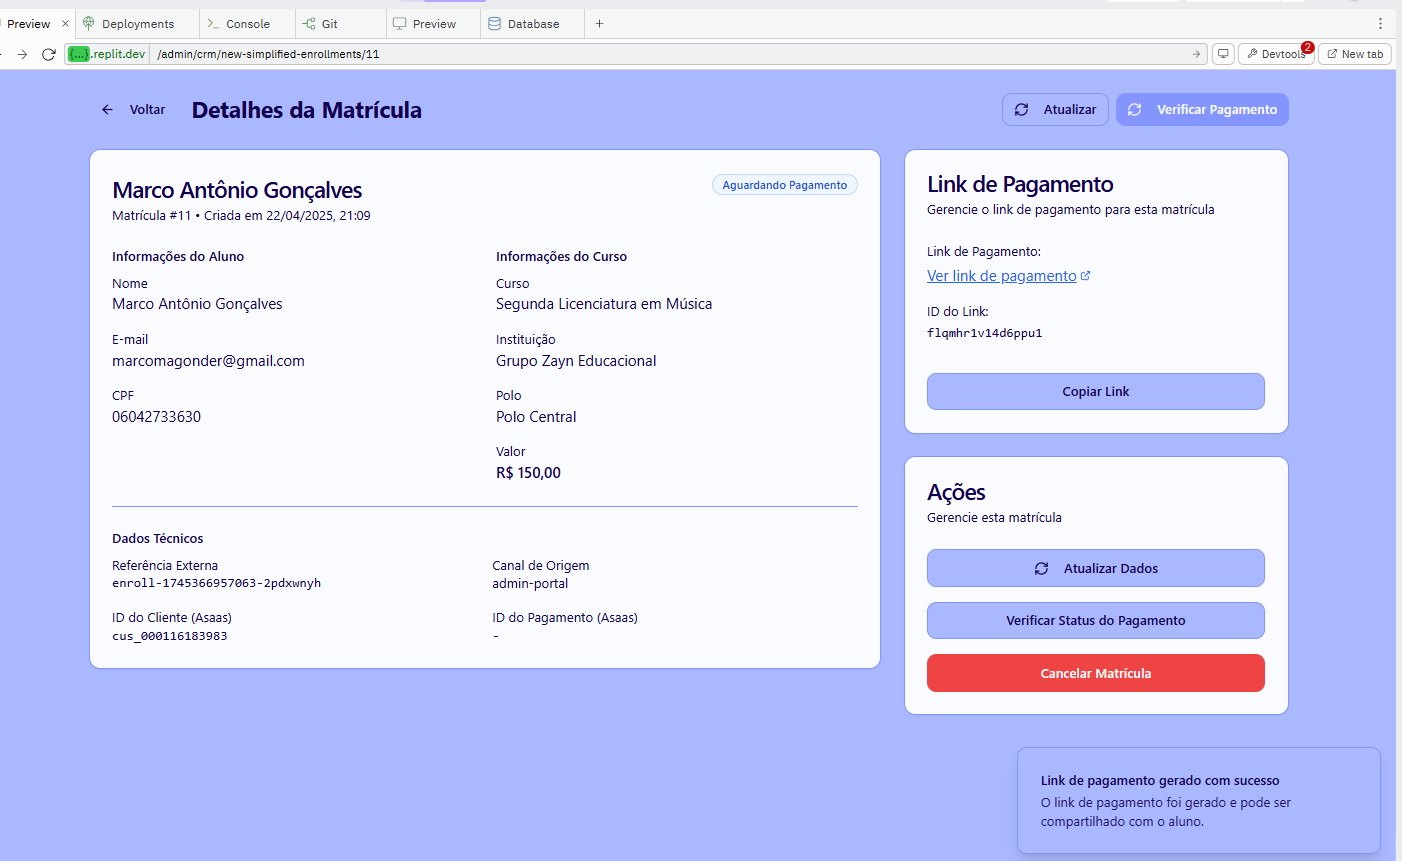 Preview
Deployments
Console
Git
Preview
Database
{...}.replit.dev
/admin/crm/new-simplified-enrollments/11
Devtools
2
New tab
Voltar
Detalhes da Matrícula
Atualizar
Verificar Pagamento
Marco Antônio Gonçalves
Aguardando Pagamento
Matrícula #11 • Criada em 22/04/2025, 21:09
Informações do Aluno
Nome
Marco Antônio Gonçalves
E-mail
marcomagonder@gmail.com
CPF
06042733630
Informações do Curso
Curso
Segunda Licenciatura em Música
Instituição
Grupo Zayn Educacional
Polo
Polo Central
Valor
R$ 150,00
Dados Técnicos
Referência Externa
enroll-1745366957063-2pdxwnyh
Canal de Origem
admin-portal
ID do Cliente (Asaas)
cus_000116183983
ID do Pagamento (Asaas)
-
Link de Pagamento
Gerencie o link de pagamento para esta matrícula
Link de Pagamento:
Ver link de pagamento
ID do Link:
flqmhr1v14d6ppu1
Copiar Link
Ações
Gerencie esta matrícula
Atualizar Dados
Verificar Status do Pagamento
Cancelar Matrícula
Link de pagamento gerado com sucesso
O link de pagamento foi gerado e pode ser
compartilhado com o aluno.